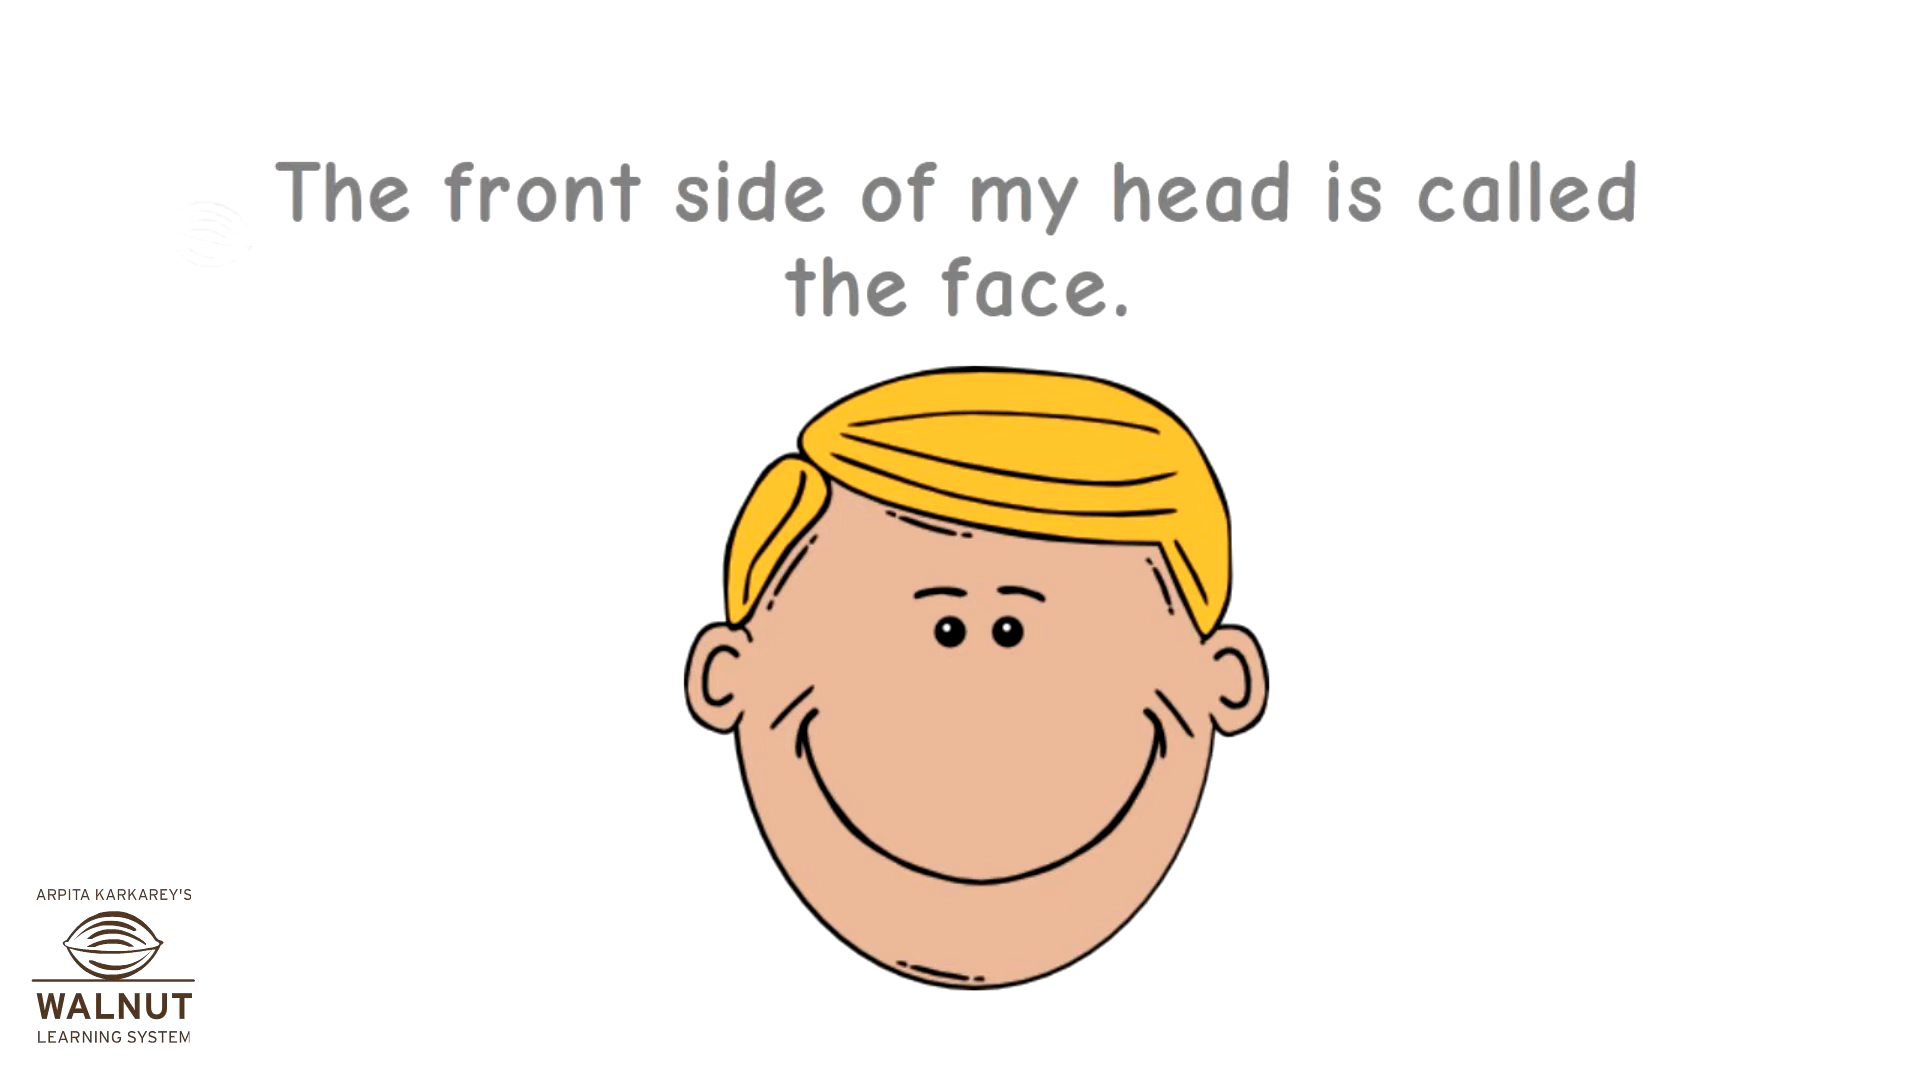 The front side of my head is called
the face.
ARPITA KARKAREY'S
WALNUT
LEARNING SYSTEM